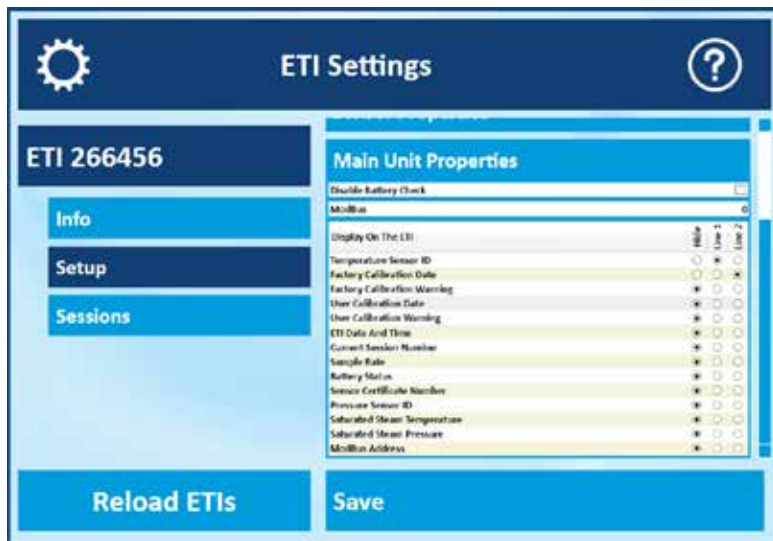 ETI Settings
?
ETI 266456
Info
Setup
Sessions
Main Unit Properties
Disable Battery Check
ModBus 0
Display On The ETI Hide Line 1 Line 2
Temperature Sensor ID
Factory Calibration Date
Factory Calibration Warning
User Calibration Date
User Calibration Warning
ETI Date And Time
Current Session Number
Sample Rate
Battery Status
Sensor Certificate Number
Pressure Sensor ID
Saturated Steam Temperature
Saturated Steam Pressure
ModBus Address
Reload ETIs
Save